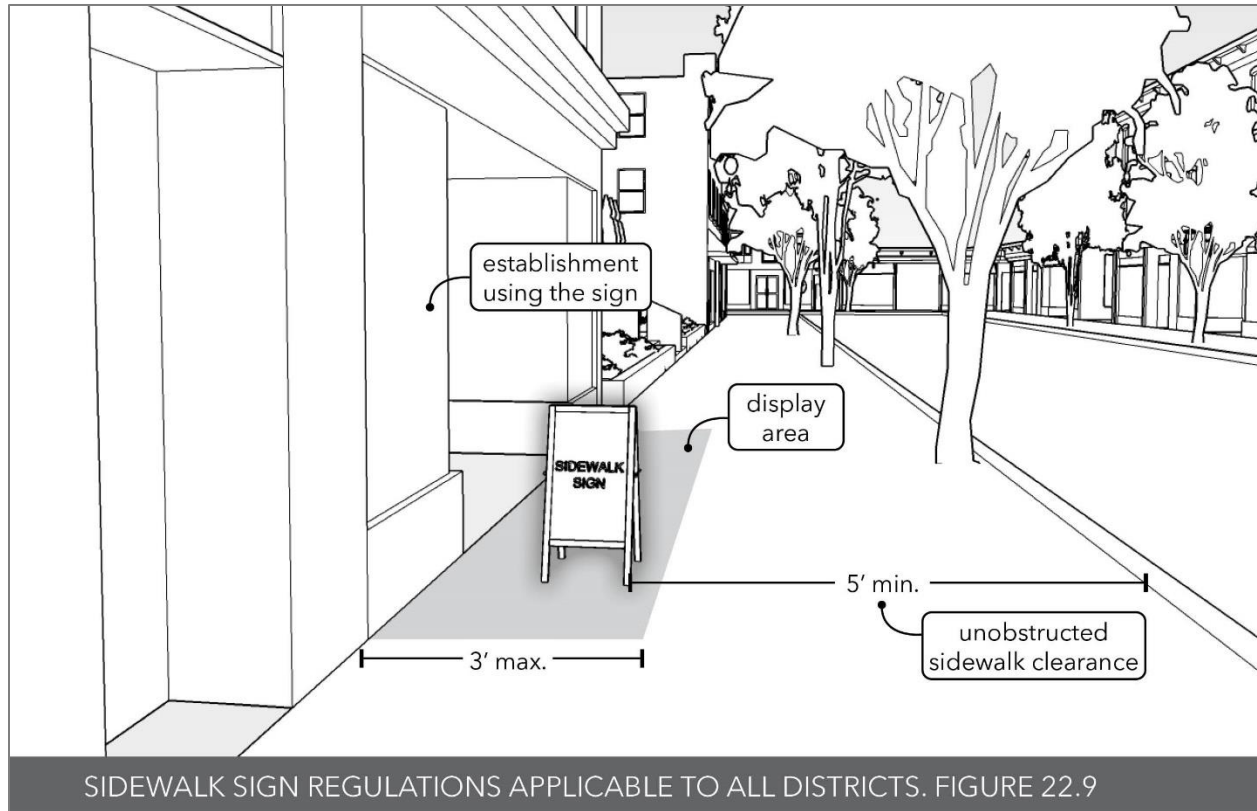 establishment
using the sign
display
area
SIDEWALK
SIGN
5’ min.
unobstructed
sidewalk clearance
3’ max.
SIDEWALK SIGN REGULATIONS APPLICABLE TO ALL DISTRICTS. FIGURE 22.9